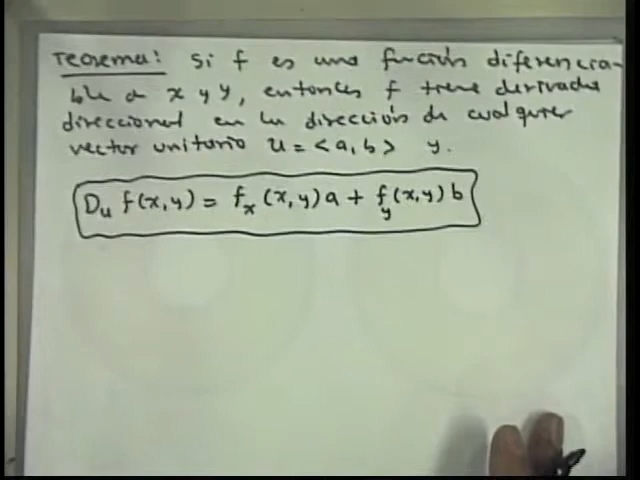 Teorema: Si f es una función diferencia-
ble de x y y, entonces f tiene derivada
direccional en la dirección de cualquier
vector unitario u = <a, b> y.
Du f(x,y) = fx (x,y) a + fy (x,y) b